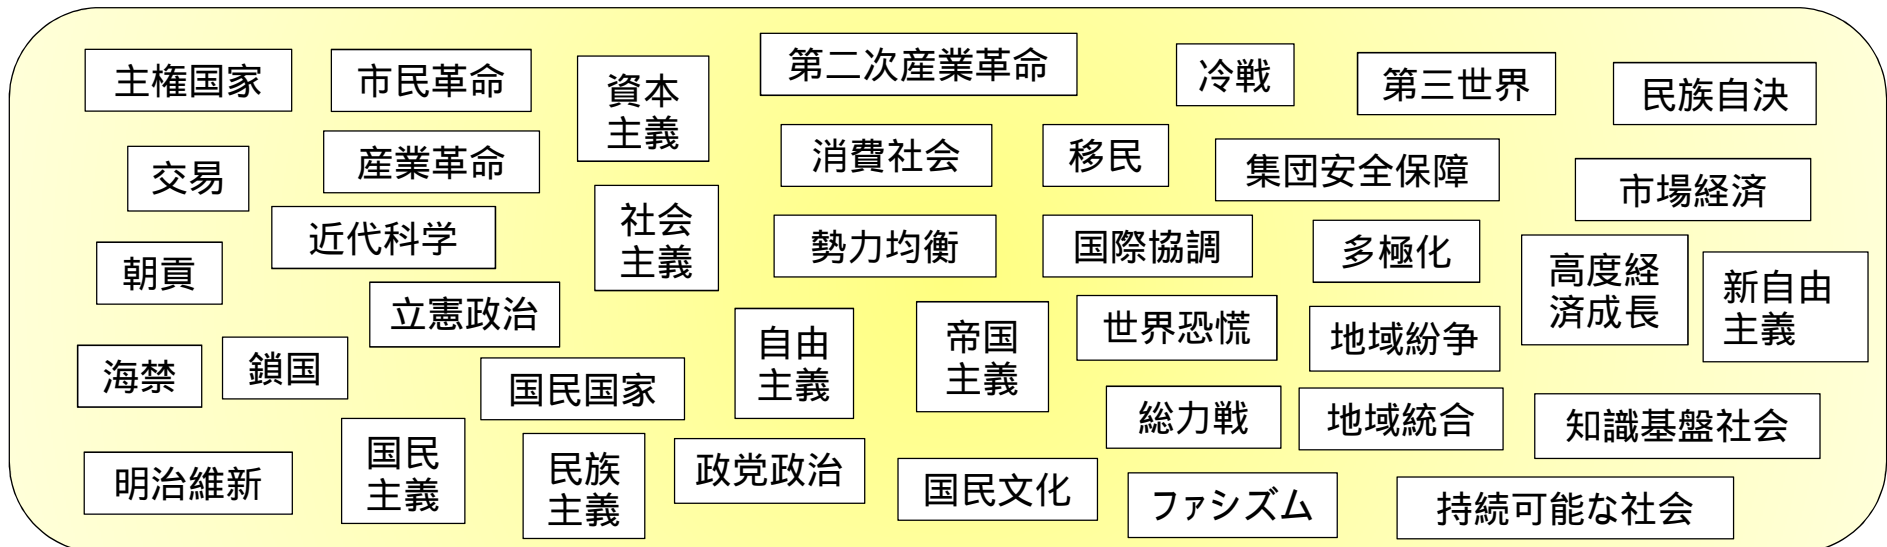 主権国家
市民革命
資本
主義
第二次産業革命
冷戦
第三世界
民族自決
交易
産業革命
消費社会
移民
集団安全保障
市場経済
近代科学
社会
主義
勢力均衡
国際協調
多極化
高度経
済成長
新自由
主義
朝貢
立憲政治
自由
主義
帝国
主義
世界恐慌
地域紛争
海禁
鎖国
国民国家
総力戦
地域統合
知識基盤社会
明治維新
国民
主義
民族
主義
政党政治
国民文化
ファシズム
持続可能な社会